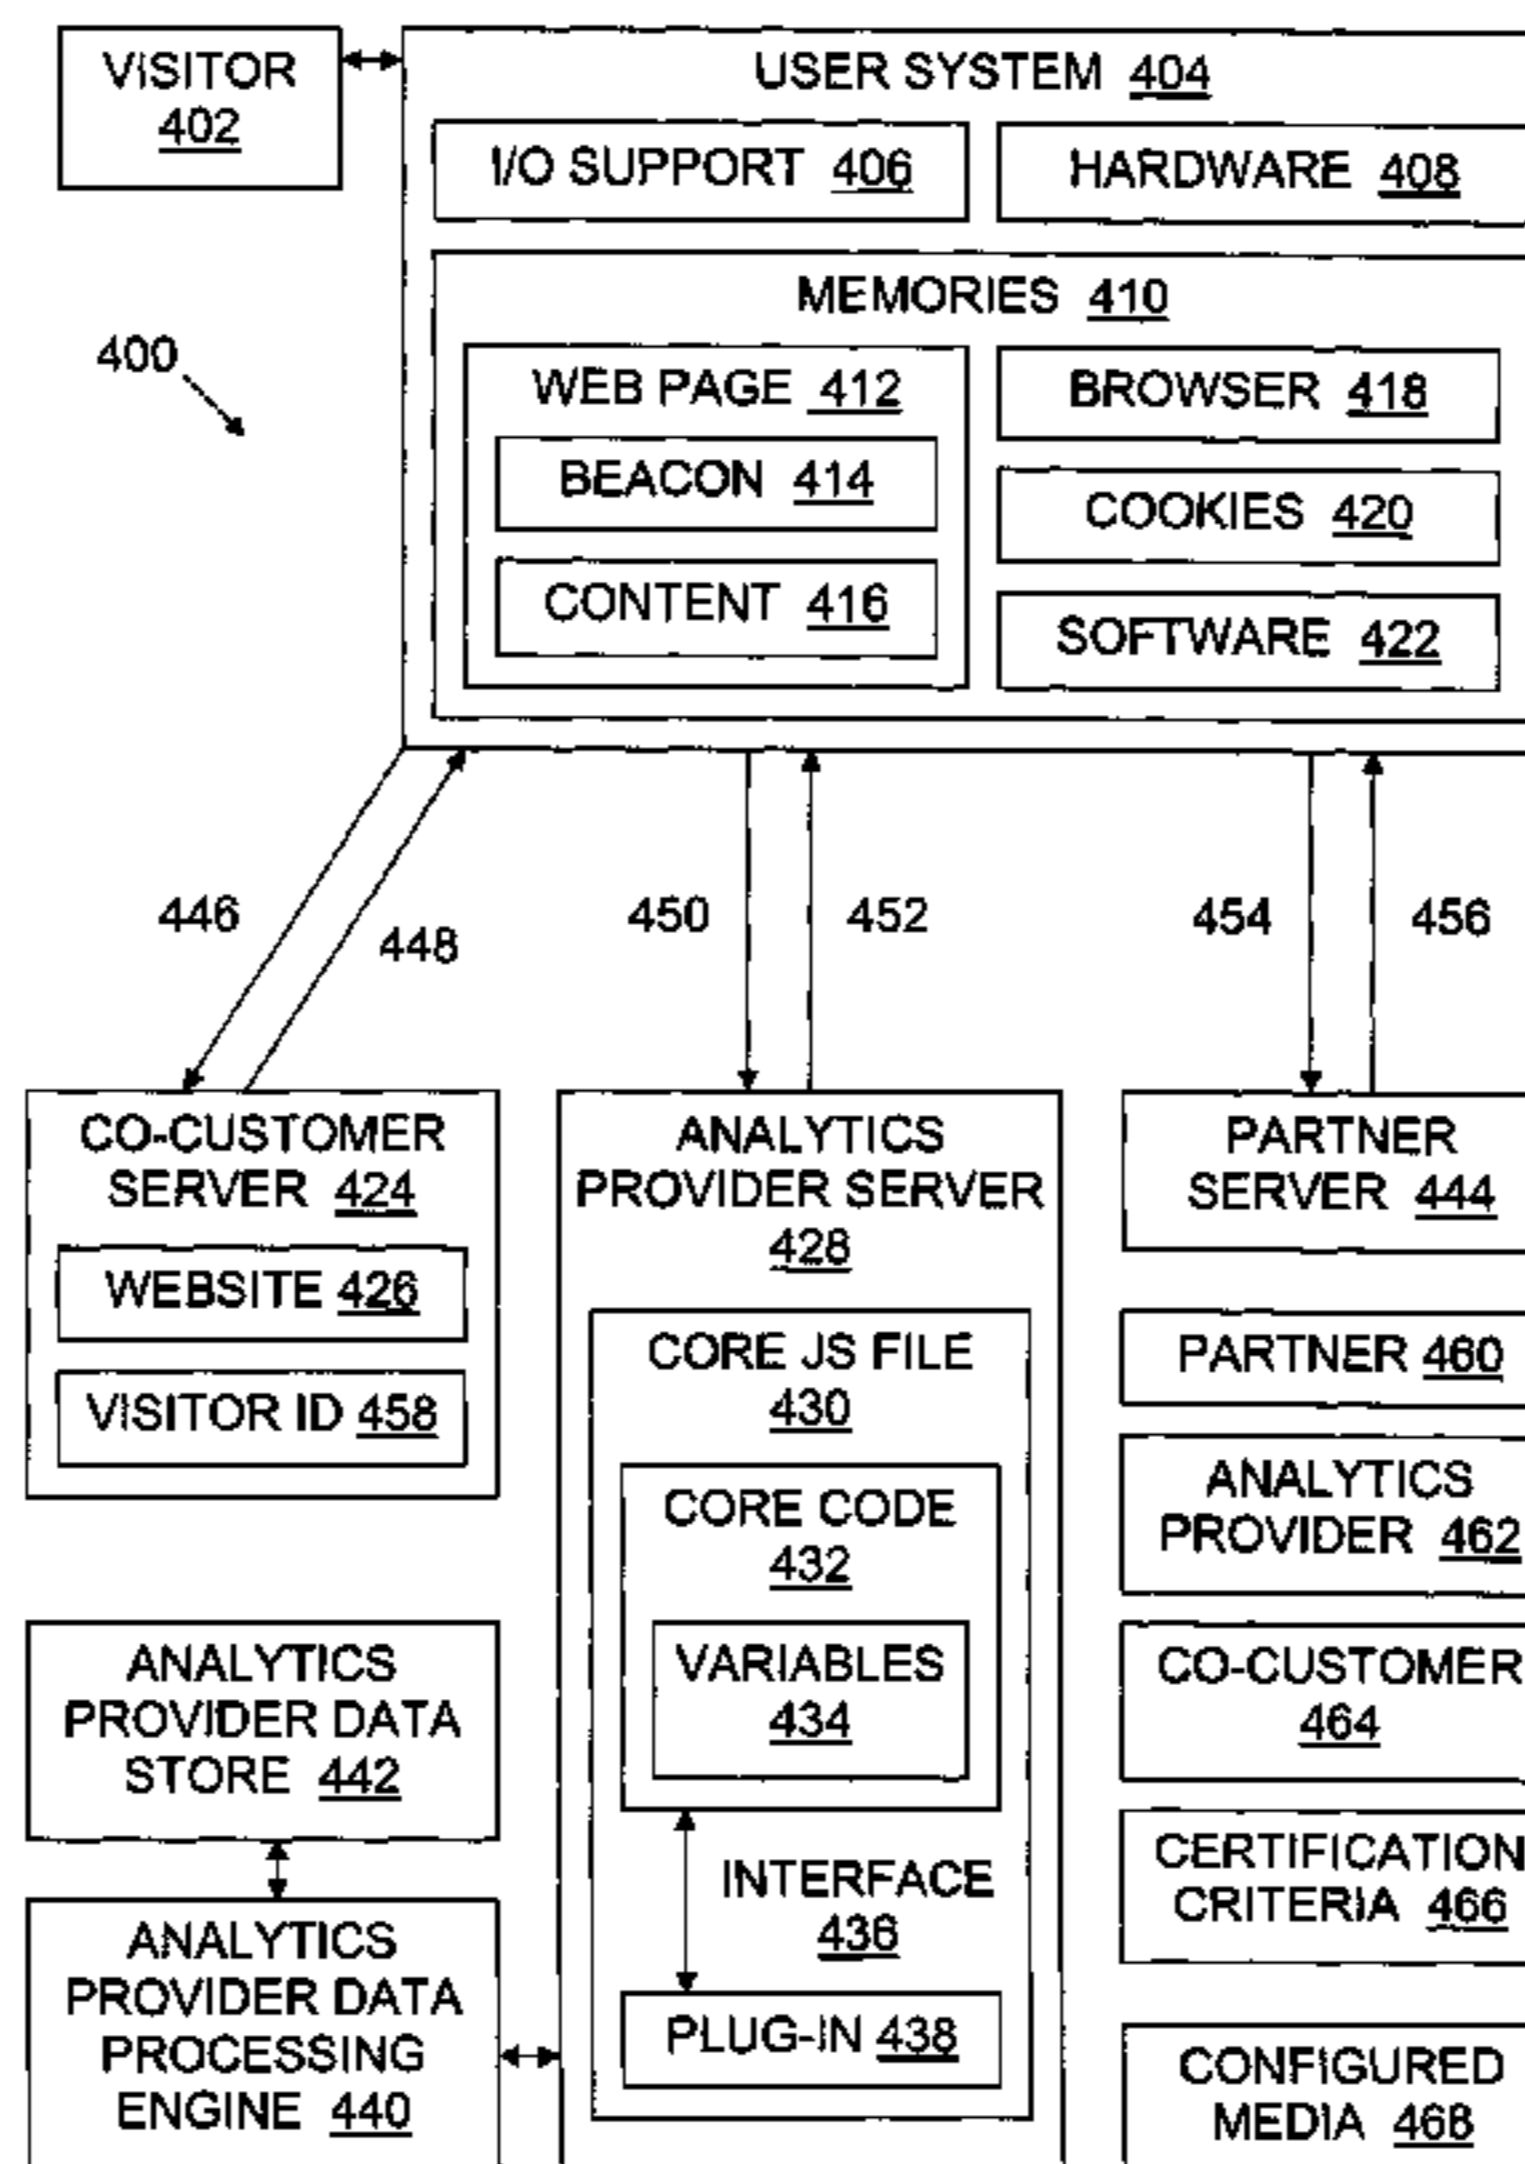 VISITOR
402
USER SYSTEM 404
I/O SUPPORT 406
HARDWARE 408
MEMORIES 410
400
WEB PAGE 412
BEACON 414
CONTENT 416
BROWSER 418
COOKIES 420
SOFTWARE 422
446
448
450
452
454
456
CO-CUSTOMER
SERVER 424
WEBSITE 426
VISITOR ID 458
ANALYTICS
PROVIDER DATA
STORE 442
ANALYTICS
PROVIDER DATA
PROCESSING
ENGINE 440
ANALYTICS
PROVIDER SERVER
428
CORE JS FILE
430
CORE CODE
432
VARIABLES
434
INTERFACE
436
PLUG-IN 438
PARTNER
SERVER 444
PARTNER 460
ANALYTICS
PROVIDER 462
CO-CUSTOMER
464
CERTIFICATION
CRITERIA 466
CONFIGURED
MEDIA 468